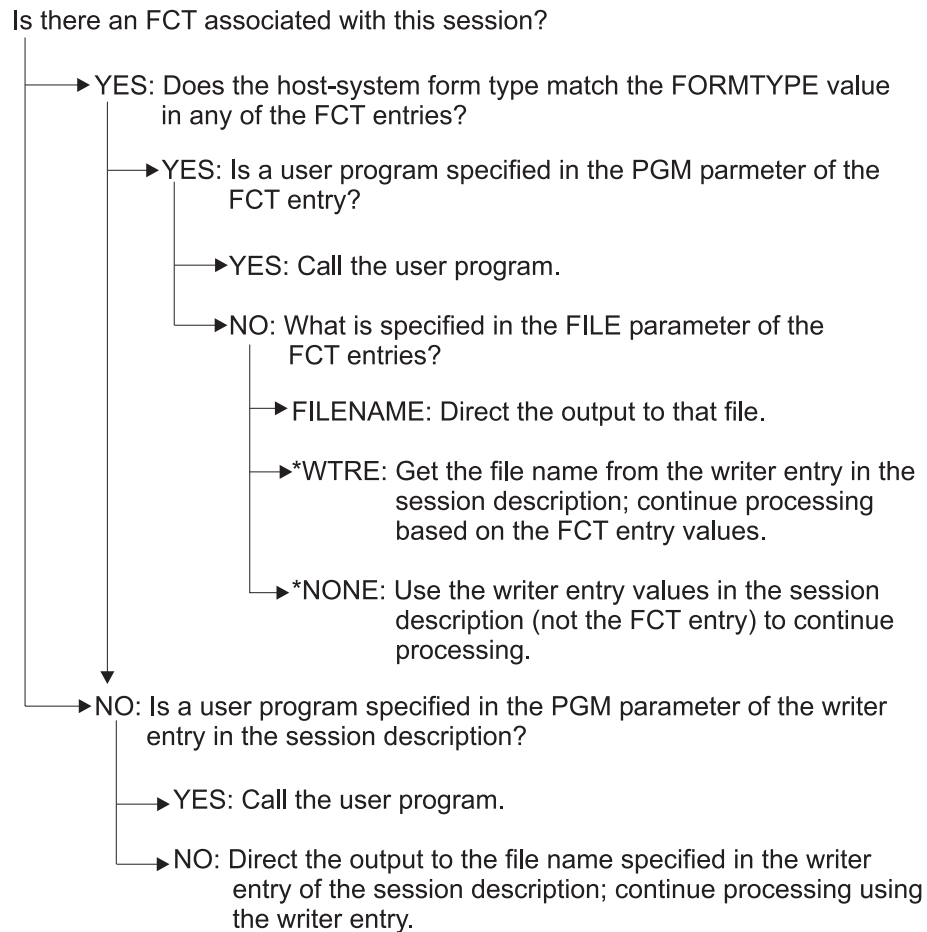 Is there an FCT associated with this session?
YES: Does the host-system form type match the FORMTYPE value
in any of the FCT entries?
YES: Is a user program specified in the PGM parmeter of the
FCT entry?
YES: Call the user program.
NO: What is specified in the FILE parameter of the
FCT entries?
FILENAME: Direct the output to that file.
*WTRE: Get the file name from the writer entry in the
session description; continue processing
based on the FCT entry values.
*NONE: Use the writer entry values in the session
description (not the FCT entry) to continue
processing.
NO: Is a user program specified in the PGM parameter of the writer
entry in the session description?
YES: Call the user program.
NO: Direct the output to the file name specified in the writer
entry of the session description; continue processing using
the writer entry.